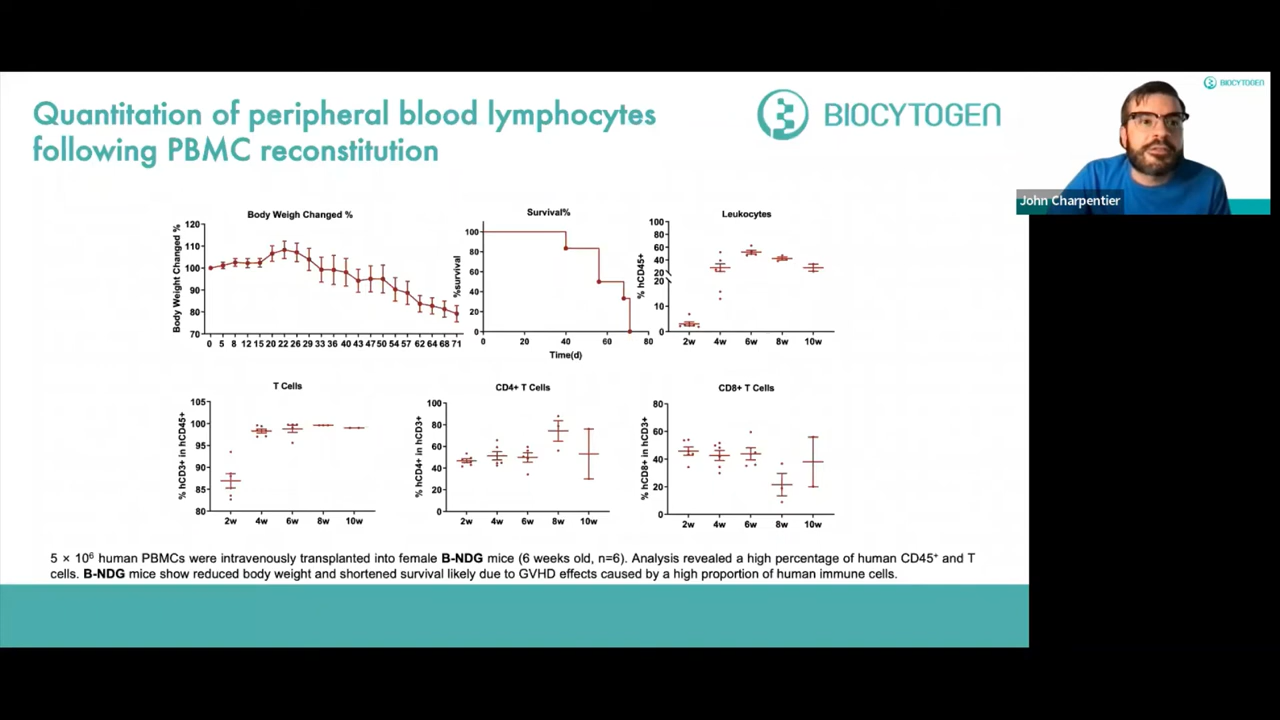 Quantitation of peripheral blood lymphocytes
following PBMC reconstitution
BIOCYTOGEN
BIOCYTOGEN
John Charpentier
Body Weigh Changed %
Body Weight Changed %
120
110
100
90
80
70
0 5 8 12 15 20 22 26 29 33 36 40 43 47 50 54 57 62 64 68 71
Survival%
%survival
100
80
60
40
20
0
0 20 40 60 80
Time(d)
Leukocytes
% hCD45+
100
80
60
40
20
20
10
0
2w 4w 6w 8w 10w
T Cells
% hCD3+ in hCD45+
105
100
95
90
85
80
2w 4w 6w 8w 10w
CD4+ T Cells
% hCD4+ in hCD3+
100
80
60
40
20
0
2w 4w 6w 8w 10w
CD8+ T Cells
% hCD8+ in hCD3+
80
60
40
20
0
2w 4w 6w 8w 10w
5 × 10⁶ human PBMCs were intravenously transplanted into female B-NDG mice (6 weeks old, n=6). Analysis revealed a high percentage of human CD45⁺ and T
cells. B-NDG mice show reduced body weight and shortened survival likely due to GVHD effects caused by a high proportion of human immune cells.